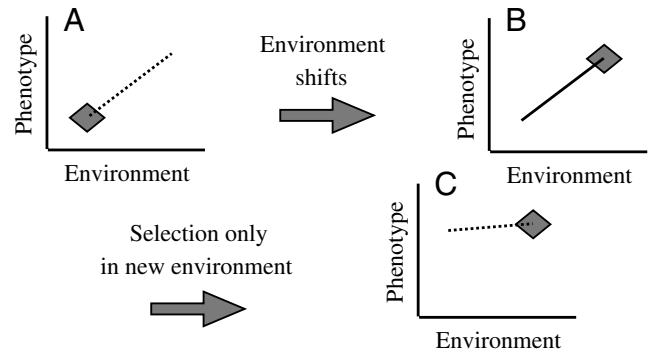 A
Phenotype
Environment
Environment
shifts
B
Phenotype
Environment
Selection only
in new environment
C
Phenotype
Environment